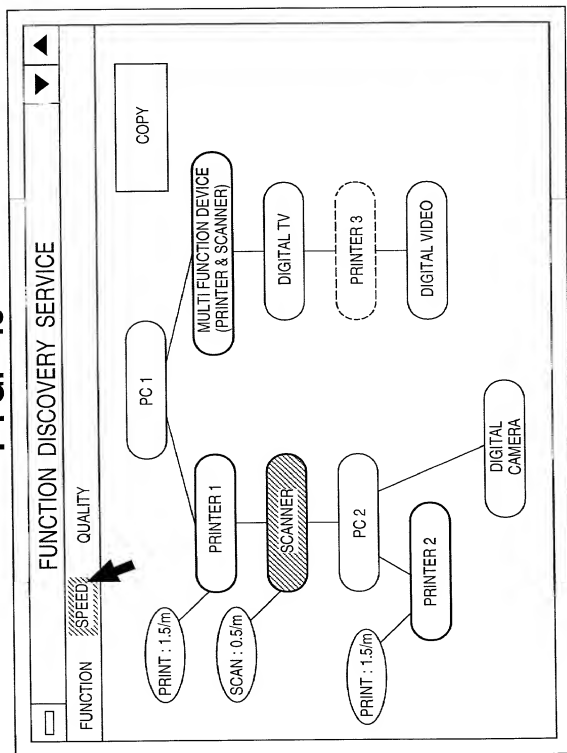 FUNCTION DISCOVERY SERVICE
FUNCTION SPEED QUALITY
COPY
PC 1
PRINT : 1.5/m
PRINTER 1
MULTI FUNCTION DEVICE
(PRINTER & SCANNER)
SCAN : 0.5/m
SCANNER
DIGITAL TV
PC 2
PRINTER 3
PRINT : 1.5/m
PRINTER 2
DIGITAL
CAMERA
DIGITAL VIDEO